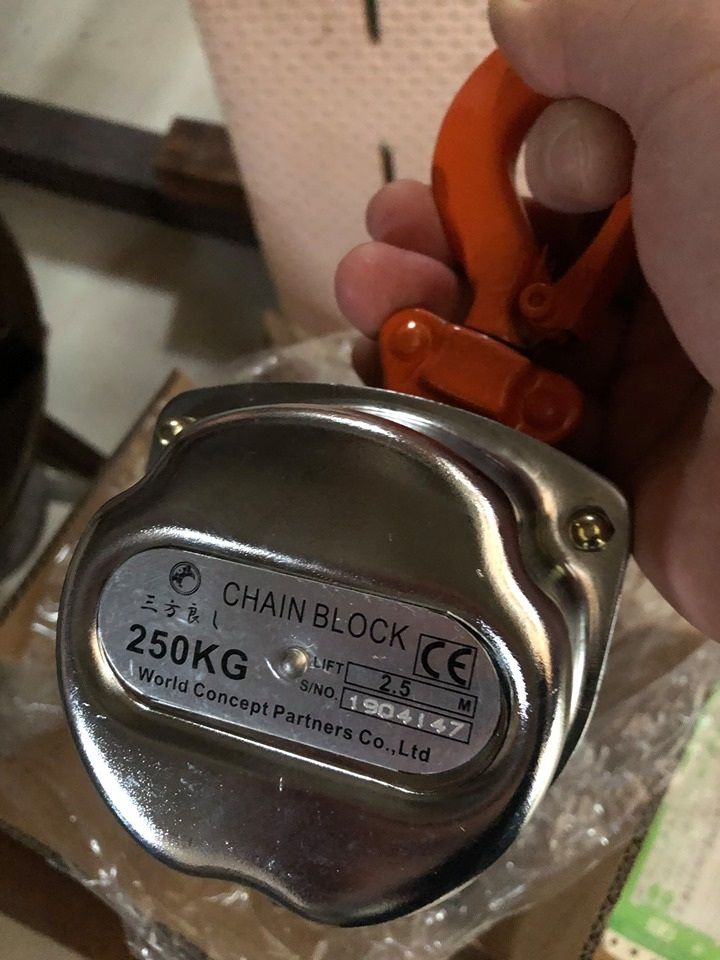 CHAIN BLOCK
三方良し
250KG
CE
LIFT 2.5 M
S/NO. 1904147
World Concept Partners Co.,Ltd